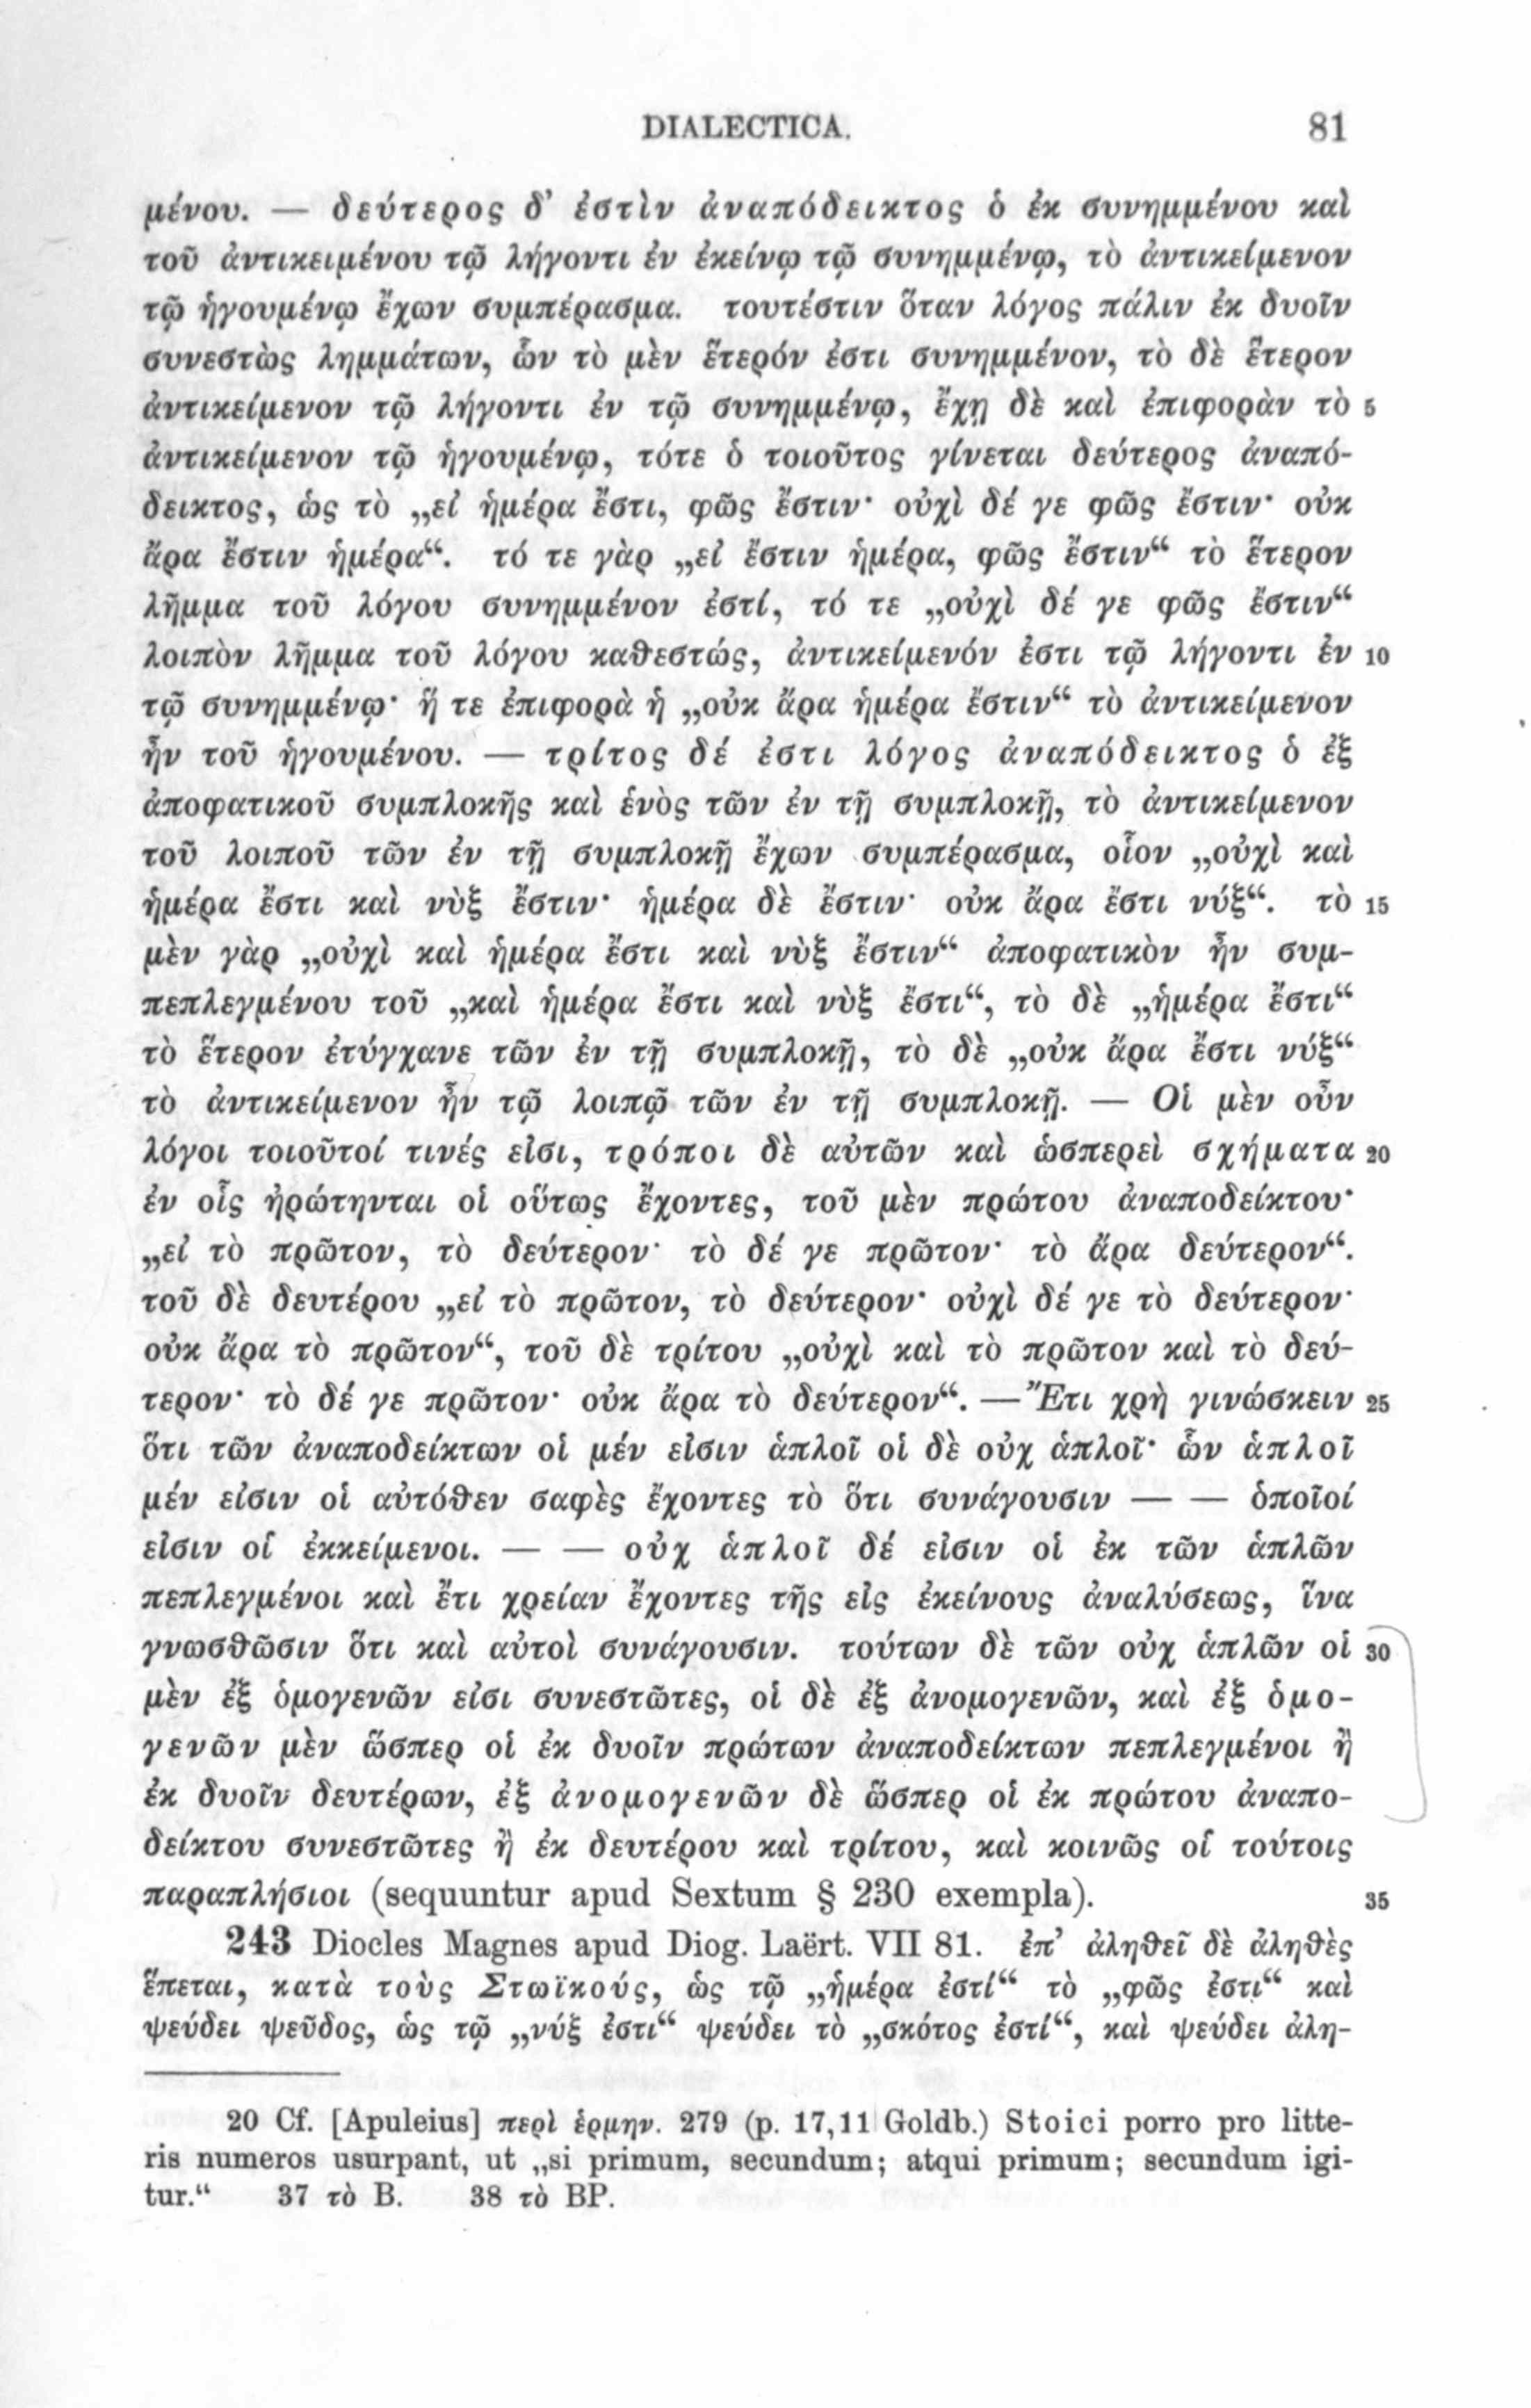 DIALECTICA. 81
μένου. — δεύτερος δ' ἐστὶν ἀναπόδεικτος ὁ ἐκ συνημμένου καὶ
τοῦ ἀντικειμένου τῷ λήγοντι ἐν ἐκείνῳ τῷ συνημμένῳ, τὸ ἀντικείμενον
τῷ ἡγουμένῳ ἔχων συμπέρασμα. τουτέστιν ὅταν λόγος πάλιν ἐκ δυοῖν
συνεστὼς λημμάτων, ὧν τὸ μὲν ἕτερόν ἐστι συνημμένον, τὸ δὲ ἕτερον
ἀντικείμενον τῷ λήγοντι ἐν τῷ συνημμένῳ, ἔχῃ δὲ καὶ ἐπιφορὰν τὸ 5
ἀντικείμενον τῷ ἡγουμένῳ, τότε ὁ τοιοῦτος γίνεται δεύτερος ἀναπό-
δεικτος, ὡς τὸ „εἰ ἡμέρα ἔστι, φῶς ἔστιν· οὐχὶ δέ γε φῶς ἔστιν· οὐκ
ἄρα ἔστιν ἡμέρα“. τό τε γὰρ „εἰ ἔστιν ἡμέρα, φῶς ἔστιν“ τὸ ἕτερον
λῆμμα τοῦ λόγου συνημμένον ἐστί, τό τε „οὐχὶ δέ γε φῶς ἔστιν“
λοιπὸν λῆμμα τοῦ λόγου καθεστώς, ἀντικείμενόν ἐστι τῷ λήγοντι ἐν 10
τῷ συνημμένῳ· ἥ τε ἐπιφορὰ ἡ „οὐκ ἄρα ἡμέρα ἔστιν“ τὸ ἀντικείμενον
ἦν τοῦ ἡγουμένου. — τρίτος δέ ἐστι λόγος ἀναπόδεικτος ὁ ἐξ
ἀποφατικοῦ συμπλοκῆς καὶ ἑνὸς τῶν ἐν τῇ συμπλοκῇ, τὸ ἀντικείμενον
τοῦ λοιποῦ τῶν ἐν τῇ συμπλοκῇ ἔχων συμπέρασμα, οἷον „οὐχὶ καὶ
ἡμέρα ἔστι καὶ νὺξ ἔστιν· ἡμέρα δὲ ἔστιν· οὐκ ἄρα ἔστι νύξ“. τὸ 15
μὲν γὰρ „οὐχὶ καὶ ἡμέρα ἔστι καὶ νὺξ ἔστιν“ ἀποφατικὸν ἦν συμ-
πεπλεγμένου τοῦ „καὶ ἡμέρα ἔστι καὶ νὺξ ἔστι“, τὸ δὲ „ἡμέρα ἔστι“
τὸ ἕτερον ἐτύγχανε τῶν ἐν τῇ συμπλοκῇ, τὸ δὲ „οὐκ ἄρα ἔστι νύξ“
τὸ ἀντικείμενον ἦν τῷ λοιπῷ τῶν ἐν τῇ συμπλοκῇ. — Οἱ μὲν οὖν
λόγοι τοιοῦτοί τινές εἰσι, τρόποι δὲ αὐτῶν καὶ ὡσπερεὶ σχήματα 20
ἐν οἷς ἠρώτηνται οἱ οὕτως ἔχοντες, τοῦ μὲν πρώτου ἀναποδείκτου·
„εἰ τὸ πρῶτον, τὸ δεύτερον· τὸ δέ γε πρῶτον· τὸ ἄρα δεύτερον“.
τοῦ δὲ δευτέρου „εἰ τὸ πρῶτον, τὸ δεύτερον· οὐχὶ δέ γε τὸ δεύτερον·
οὐκ ἄρα τὸ πρῶτον“, τοῦ δὲ τρίτου „οὐχὶ καὶ τὸ πρῶτον καὶ τὸ δεύ-
τερον· τὸ δέ γε πρῶτον· οὐκ ἄρα τὸ δεύτερον“. — Ἔτι χρὴ γινώσκειν 25
ὅτι τῶν ἀναποδείκτων οἱ μέν εἰσιν ἁπλοῖ οἱ δὲ οὐχ ἁπλοῖ· ὧν ἁπλοῖ
μέν εἰσιν οἱ αὐτόθεν σαφὲς ἔχοντες τὸ ὅτι συνάγουσιν — — ὁποῖοί
εἰσιν οἱ ἐκκείμενοι. — — οὐχ ἁπλοῖ δέ εἰσιν οἱ ἐκ τῶν ἁπλῶν
πεπλεγμένοι καὶ ἔτι χρείαν ἔχοντες τῆς εἰς ἐκείνους ἀναλύσεως, ἵνα
γνωσθῶσιν ὅτι καὶ αὐτοὶ συνάγουσιν. τούτων δὲ τῶν οὐχ ἁπλῶν οἱ 30
μὲν ἐξ ὁμογενῶν εἰσι συνεστῶτες, οἱ δὲ ἐξ ἀνομογενῶν, καὶ ἐξ ὁμο-
γενῶν μὲν ὥσπερ οἱ ἐκ δυοῖν πρώτων ἀναποδείκτων πεπλεγμένοι ἢ
ἐκ δυοῖν δευτέρων, ἐξ ἀνομογενῶν δὲ ὥσπερ οἱ ἐκ πρώτου ἀναπο-
δείκτου συνεστῶτες ἢ ἐκ δευτέρου καὶ τρίτου, καὶ κοινῶς οἱ τούτοις
παραπλήσιοι (sequuntur apud Sextum § 230 exempla). 35
243 Diocles Magnes apud Diog. Laërt. VII 81. ἐπ' ἀληθεῖ δὲ ἀληθὲς
ἕπεται, κατὰ τοὺς Στωϊκούς, ὡς τῷ „ἡμέρα ἐστί“ τὸ „φῶς ἐστι“ καὶ
ψεύδει ψεῦδος, ὡς τῷ „νύξ ἐστι“ ψεύδει τὸ „σκότος ἐστί“, καὶ ψεύδει ἀλη-
20 Cf. [Apuleius] περὶ ἑρμην. 279 (p. 17,11 Goldb.) Stoici porro pro litte-
ris numeros usurpant, ut „si primum, secundum; atqui primum; secundum igi-
tur.“ 37 τὸ B. 38 τὸ BP.